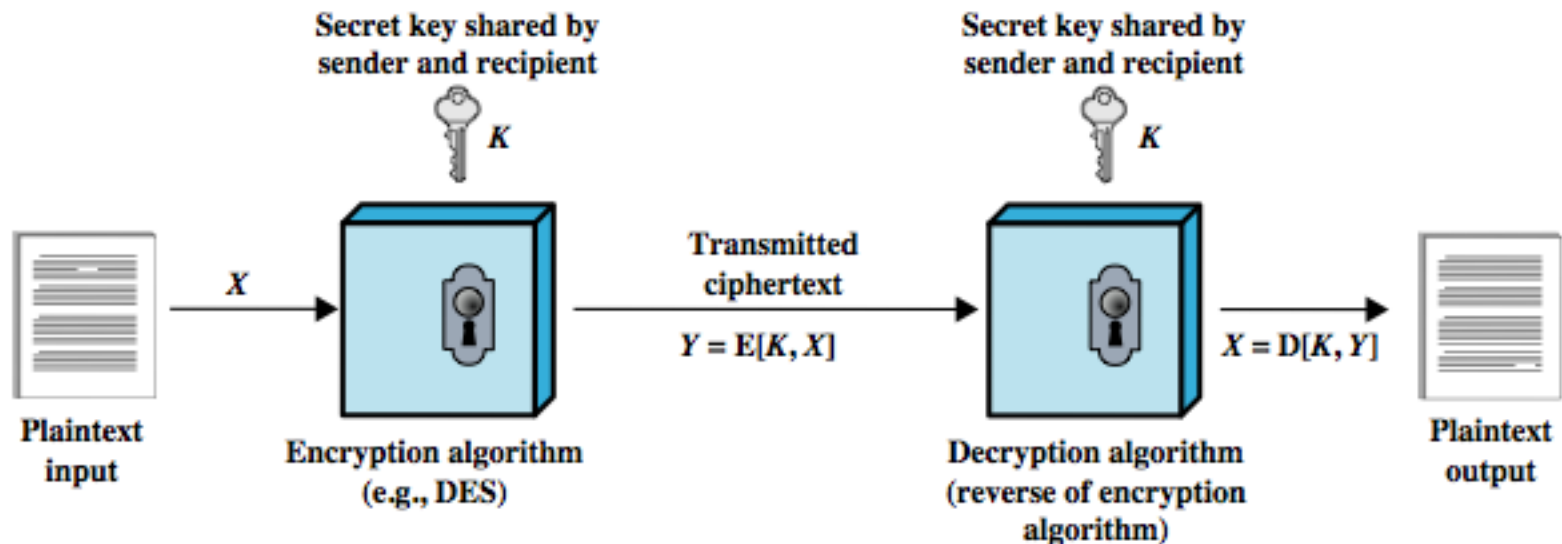 Secret key shared by
sender and recipient
K
Secret key shared by
sender and recipient
K
X
Transmitted
ciphertext
Y = E[K, X]
X = D[K, Y]
Plaintext
input
Encryption algorithm
(e.g., DES)
Decryption algorithm
(reverse of encryption
algorithm)
Plaintext
output